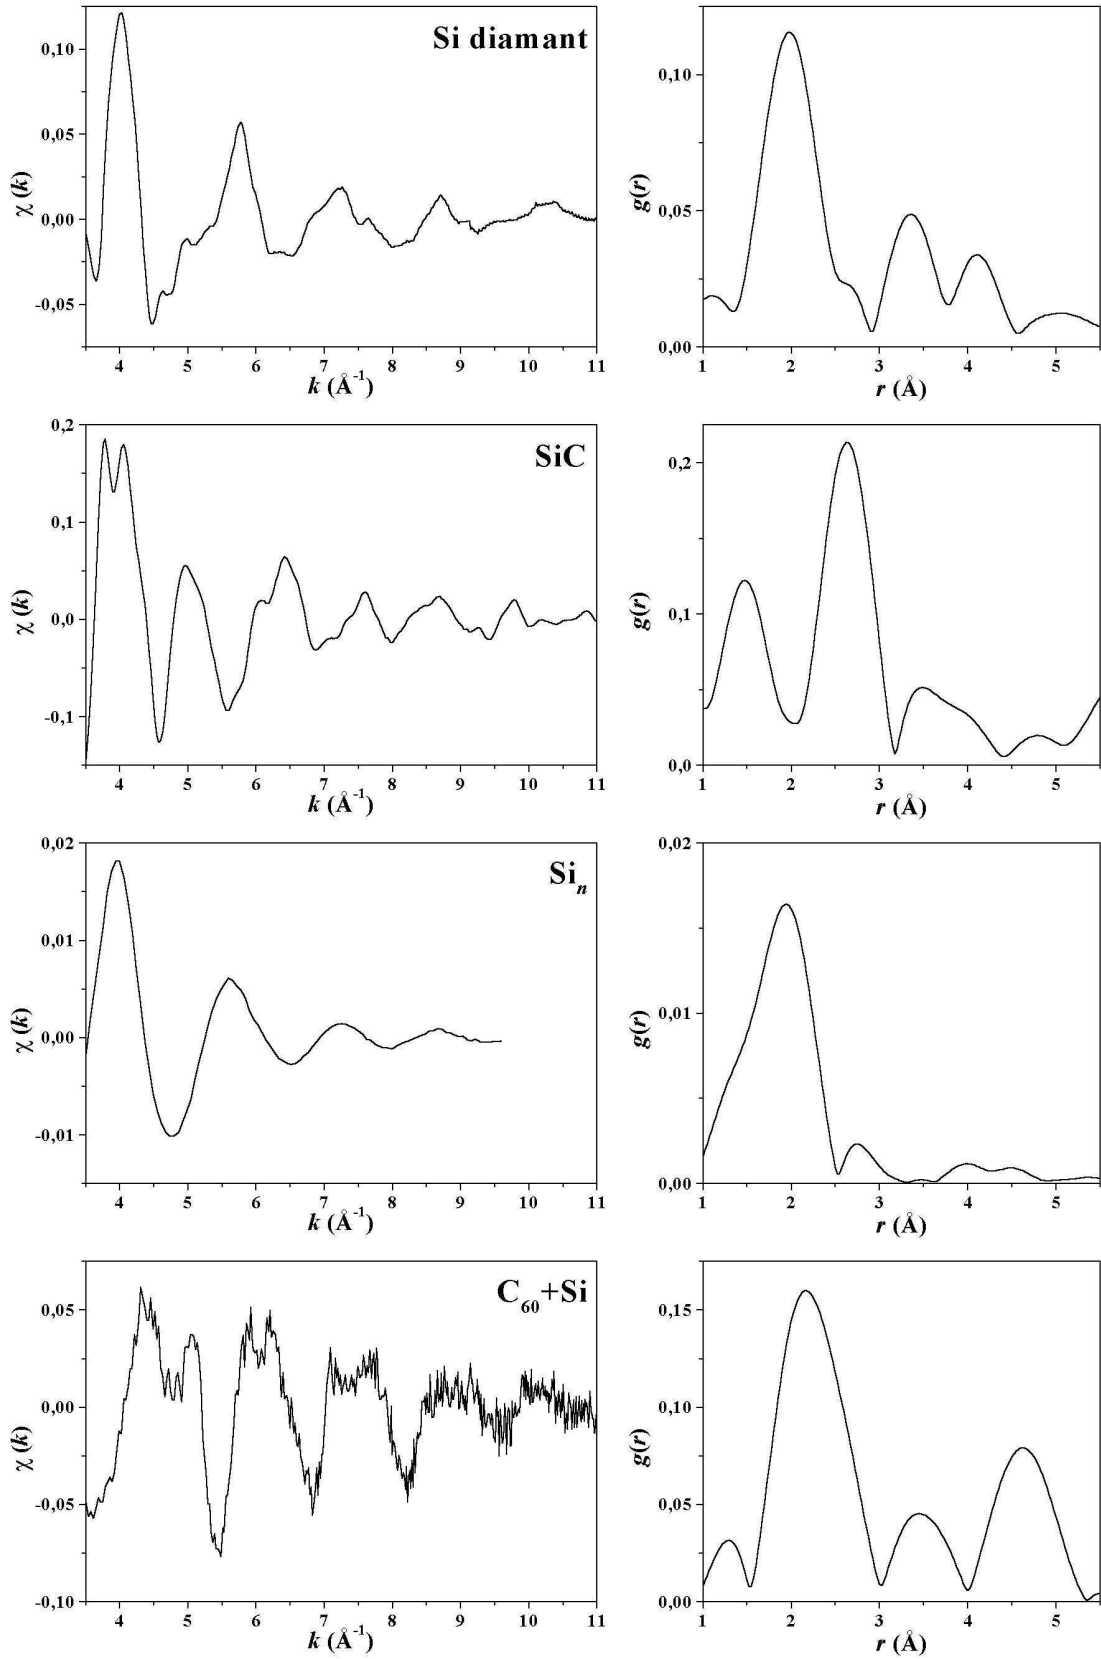 Si diamant
0,10
0,05
0,00
-0,05
χ (k)
4 5 6 7 8 9 10 11
k (Å-1)
0,10
0,05
0,00
g(r)
1 2 3 4 5
r (Å)
SiC
0,2
0,1
0,0
-0,1
χ (k)
4 5 6 7 8 9 10 11
k (Å-1)
0,2
0,1
0,0
g(r)
1 2 3 4 5
r (Å)
Sin
0,02
0,01
0,00
-0,01
χ (k)
4 5 6 7 8 9 10 11
k (Å-1)
0,02
0,01
0,00
g(r)
1 2 3 4 5
r (Å)
C60+Si
0,05
0,00
-0,05
-0,10
χ (k)
4 5 6 7 8 9 10 11
k (Å-1)
0,15
0,10
0,05
0,00
g(r)
1 2 3 4 5
r (Å)